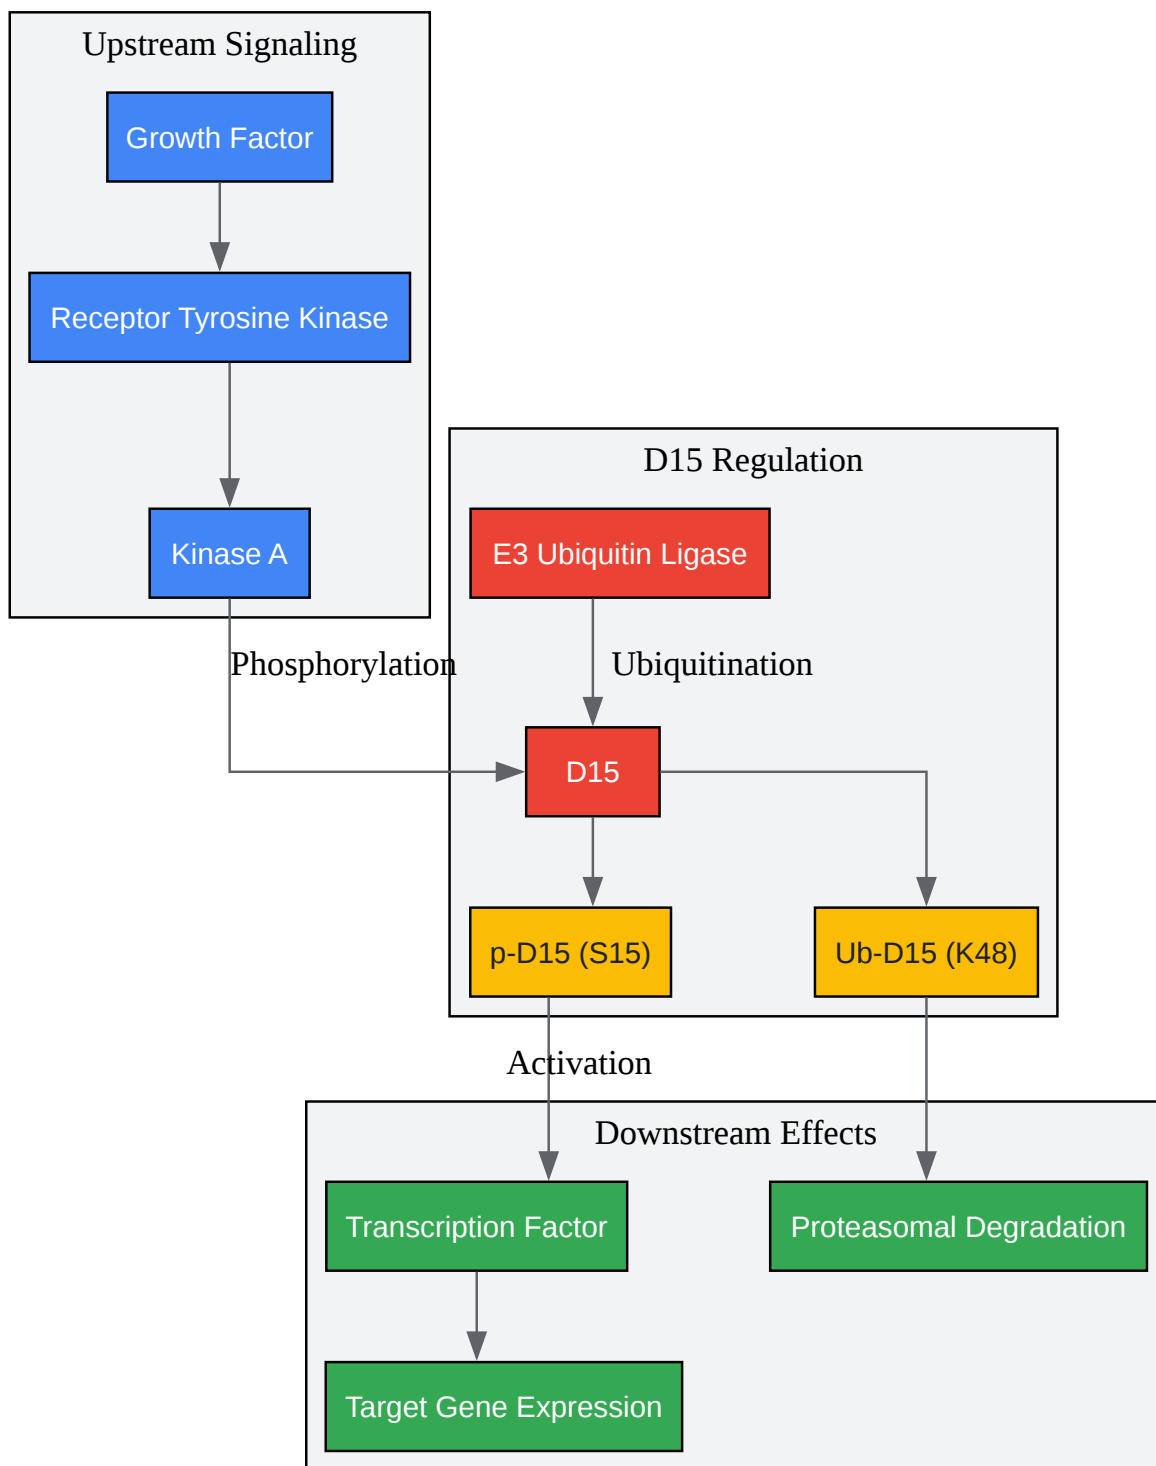 Upstream Signaling
Growth Factor
Receptor Tyrosine Kinase
Kinase A
Phosphorylation
D15 Regulation
E3 Ubiquitin Ligase
Ubiquitination
D15
p-D15 (S15)
Ub-D15 (K48)
Activation
Downstream Effects
Transcription Factor
Proteasomal Degradation
Target Gene Expression